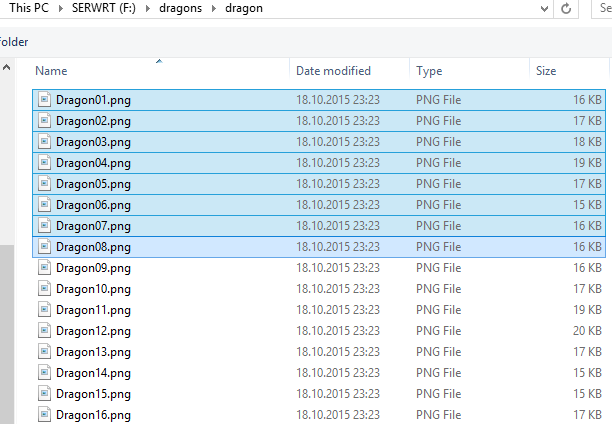 This PC > SERWRT (F:) > dragons > dragon Se
folder
Name Date modified Type Size
Dragon01.png 18.10.2015 23:23 PNG File 16 KB
Dragon02.png 18.10.2015 23:23 PNG File 17 KB
Dragon03.png 18.10.2015 23:23 PNG File 18 KB
Dragon04.png 18.10.2015 23:23 PNG File 19 KB
Dragon05.png 18.10.2015 23:23 PNG File 17 KB
Dragon06.png 18.10.2015 23:23 PNG File 15 KB
Dragon07.png 18.10.2015 23:23 PNG File 16 KB
Dragon08.png 18.10.2015 23:23 PNG File 16 KB
Dragon09.png 18.10.2015 23:23 PNG File 16 KB
Dragon10.png 18.10.2015 23:23 PNG File 17 KB
Dragon11.png 18.10.2015 23:23 PNG File 19 KB
Dragon12.png 18.10.2015 23:23 PNG File 20 KB
Dragon13.png 18.10.2015 23:23 PNG File 17 KB
Dragon14.png 18.10.2015 23:23 PNG File 15 KB
Dragon15.png 18.10.2015 23:23 PNG File 15 KB
Dragon16.png 18.10.2015 23:23 PNG File 17 KB